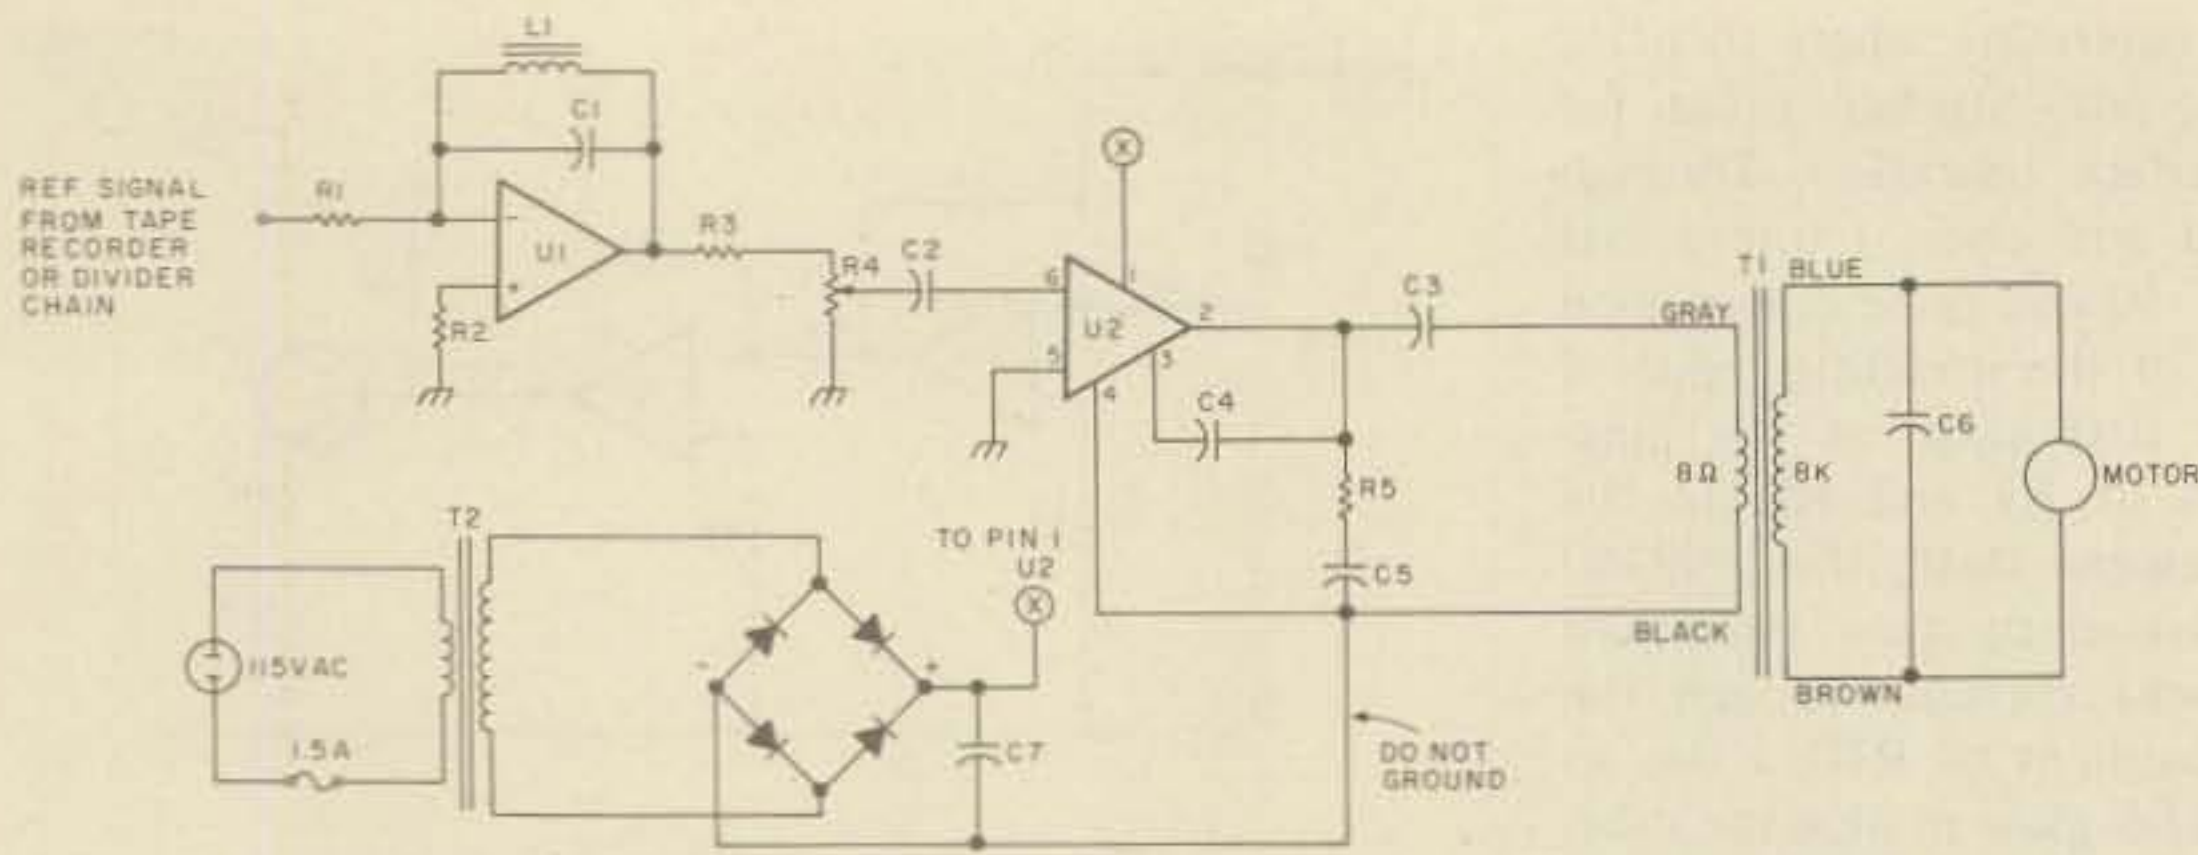 L1
C1
REF SIGNAL
FROM TAPE
RECORDER
OR DIVIDER
CHAIN
R1
-
+
U1
R2
R3
R4
C2
X
6
1
U2
2
5
3
4
C3
C4
R5
C5
T1
BLUE
GRAY
8Ω
8K
C6
MOTOR
BLACK
BROWN
T2
115VAC
1.5A
TO PIN 1
U2
X
-
+
C7
DO NOT
GROUND